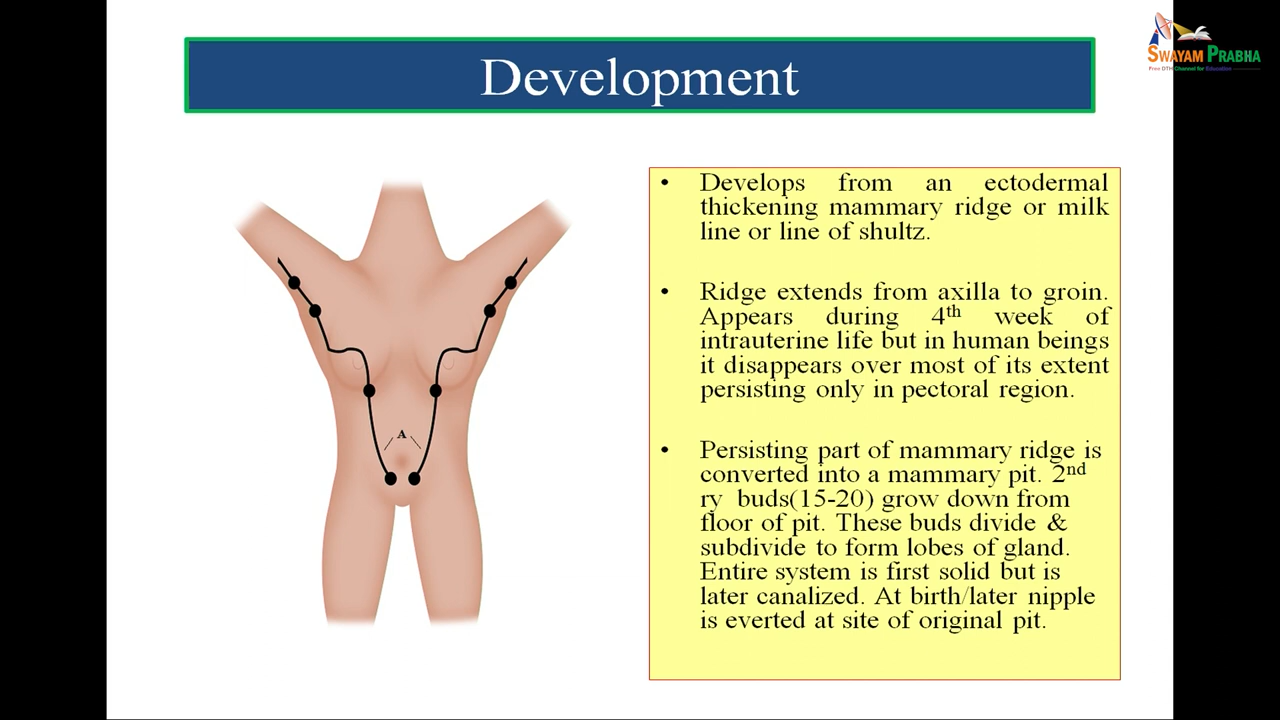 SWAYAM PRABHA
Free DTH Channel for Education
Development
• Develops from an ectodermal
thickening mammary ridge or milk
line or line of shultz.
• Ridge extends from axilla to groin.
Appears during 4th week of
intrauterine life but in human beings
it disappears over most of its extent
persisting only in pectoral region.
• Persisting part of mammary ridge is
converted into a mammary pit. 2nd
ry buds(15-20) grow down from
floor of pit. These buds divide &
subdivide to form lobes of gland.
Entire system is first solid but is
later canalized. At birth/later nipple
is everted at site of original pit.
A